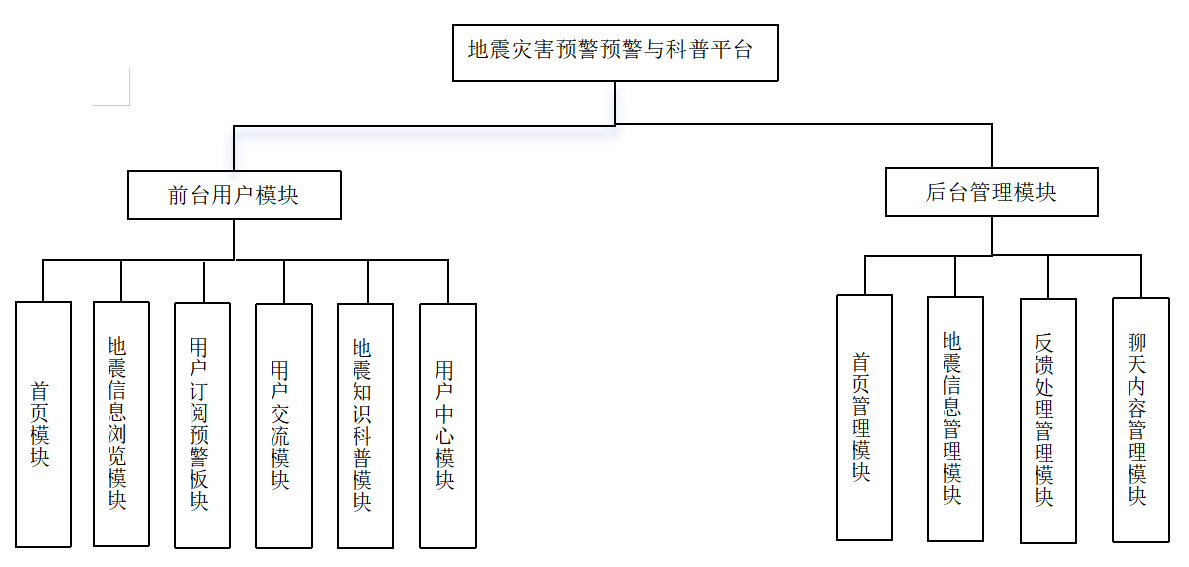 地震灾害预警预警与科普平台
前台用户模块
后台管理模块
首页模块
地震信息浏览模块
用户订阅预警板块
用户交流模块
地震知识科普模块
用户中心模块
首页管理模块
地震信息管理模块
反馈处理管理模块
聊天内容管理模块